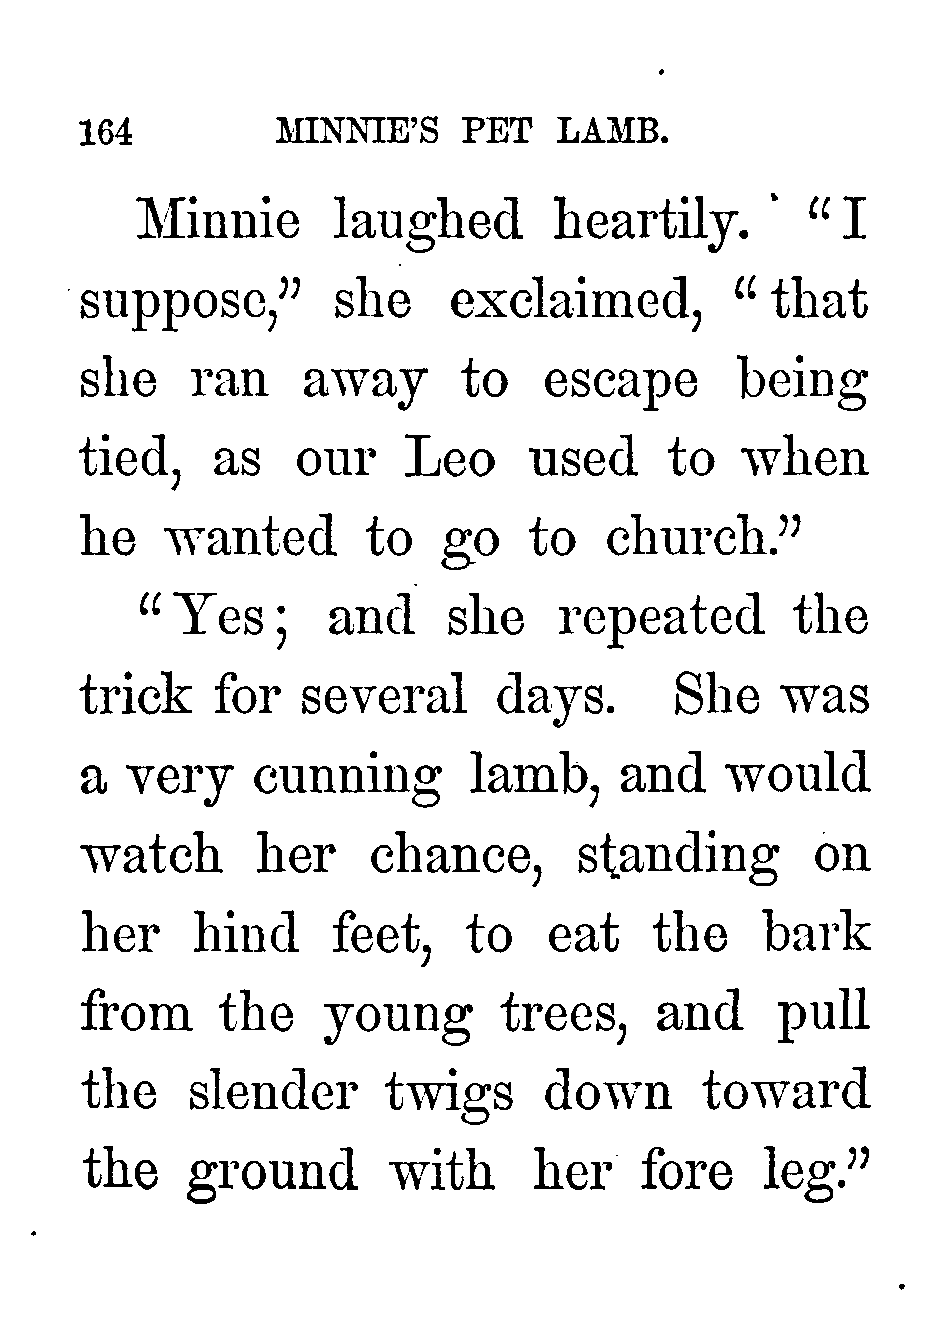 164 MINNIE'S PET LAMB.
Minnie laughed heartily. "I
suppose," she exclaimed, "that
she ran away to escape being
tied, as our Leo used to when
he wanted to go to church."
"Yes; and she repeated the
trick for several days. She was
a very cunning lamb, and would
watch her chance, standing on
her hind feet, to eat the bark
from the young trees, and pull
the slender twigs down toward
the ground with her fore leg."